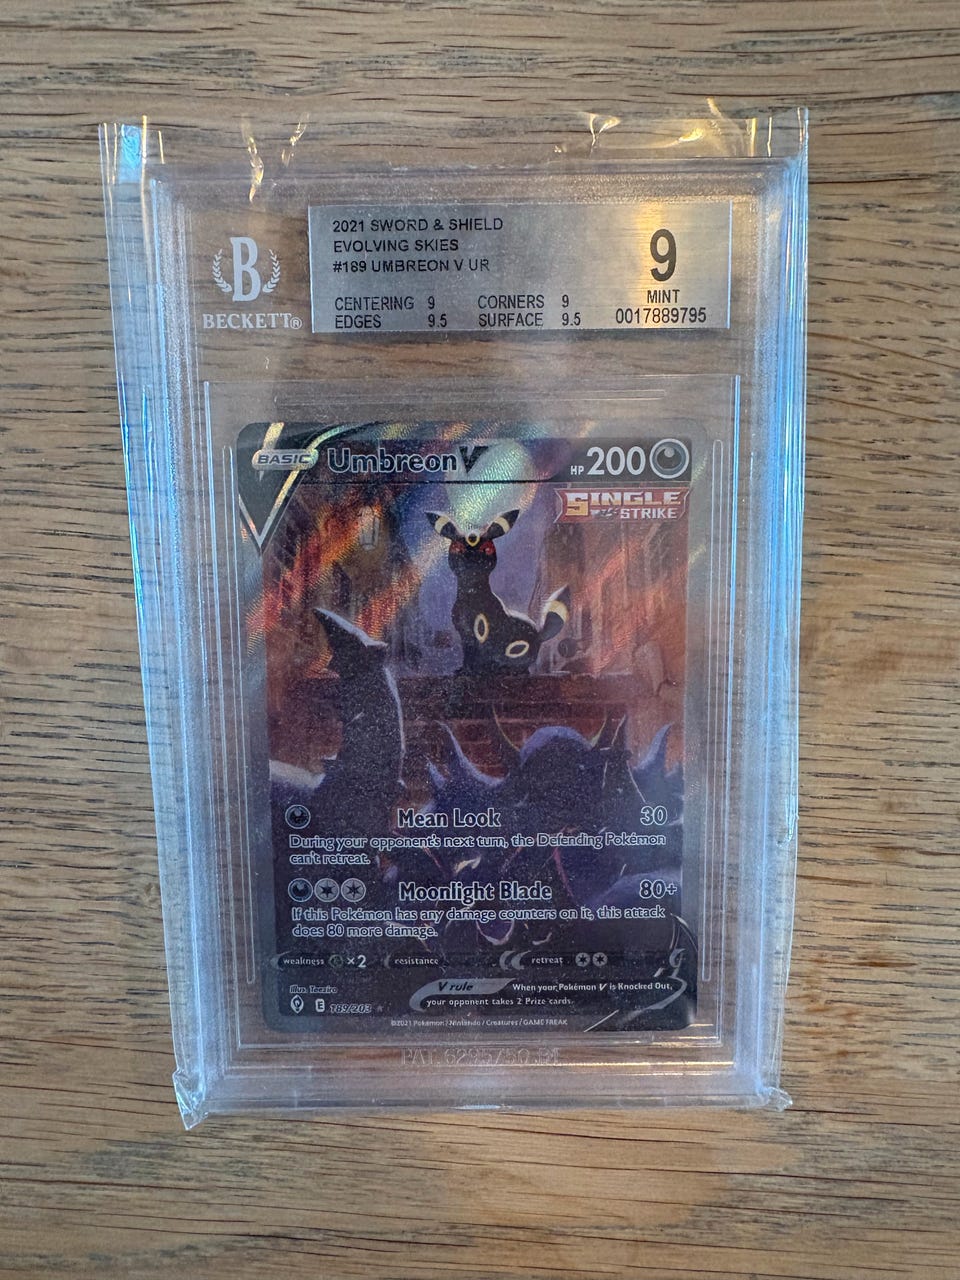 2021 SWORD & SHIELD
EVOLVING SKIES
#189 UMBREON V UR
CENTERING 9 CORNERS 9
EDGES 9.5 SURFACE 9.5
9
MINT
0017889795
B
BECKETT®
BASIC Umbreon V HP 200
SINGLE
STRIKE
Mean Look 30
During your opponent's next turn, the Defending Pokémon
can't retreat.
Moonlight Blade 80+
If this Pokémon has any damage counters on it, this attack
does 80 more damage.
weakness ×2 resistance retreat
Illus. Teeziro
V rule When your Pokémon V is Knocked Out,
your opponent takes 2 Prize cards.
E 189/203
©2021 Pokémon / Nintendo / Creatures / GAME FREAK